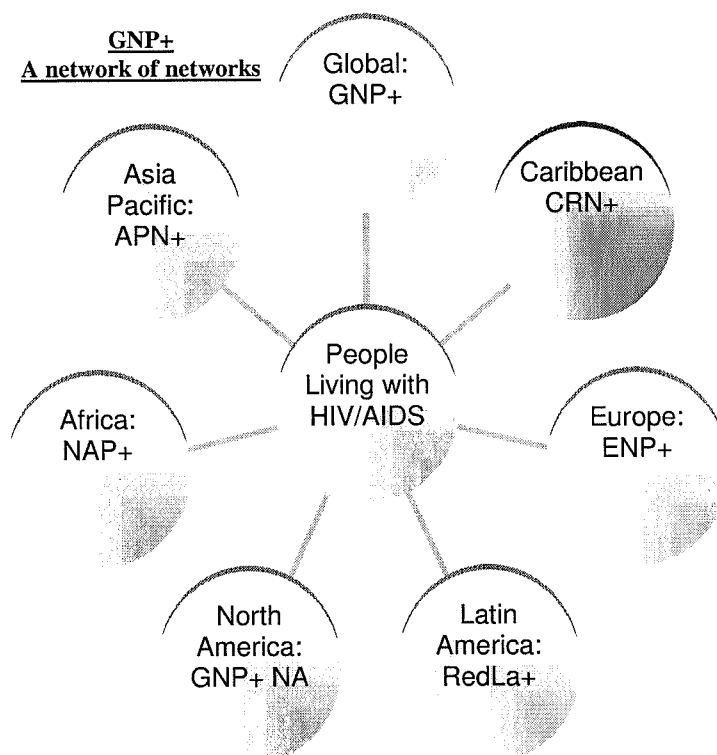 GNP+
A network of networks
Global:
GNP+
Asia
Pacific:
APN+
Caribbean
CRN+
People
Living with
HIV/AIDS
Africa:
NAP+
Europe:
ENP+
North
America:
GNP+ NA
Latin
America:
RedLa+